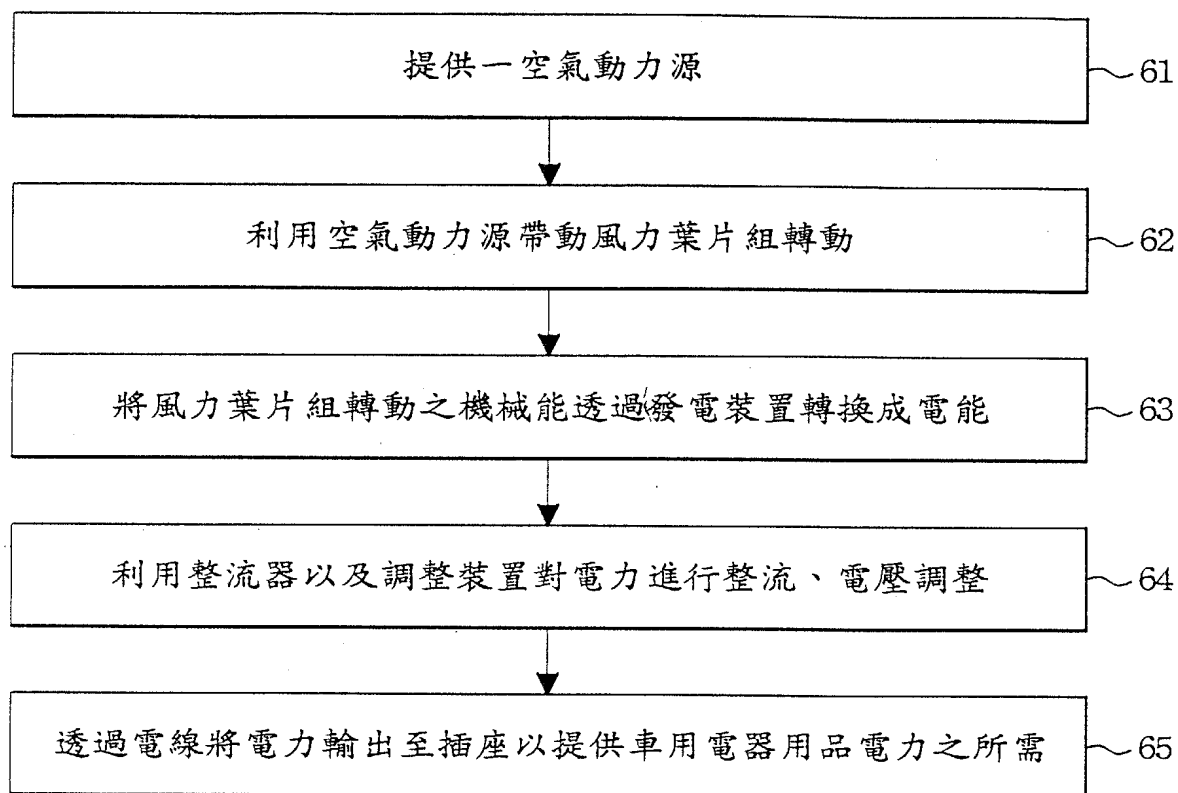 提供一空氣動力源
61
利用空氣動力源帶動風力葉片組轉動
62
將風力葉片組轉動之機械能透過發電裝置轉換成電能
63
利用整流器以及調整裝置對電力進行整流、電壓調整
64
透過電線將電力輸出至插座以提供車用電器用品電力之所需
65